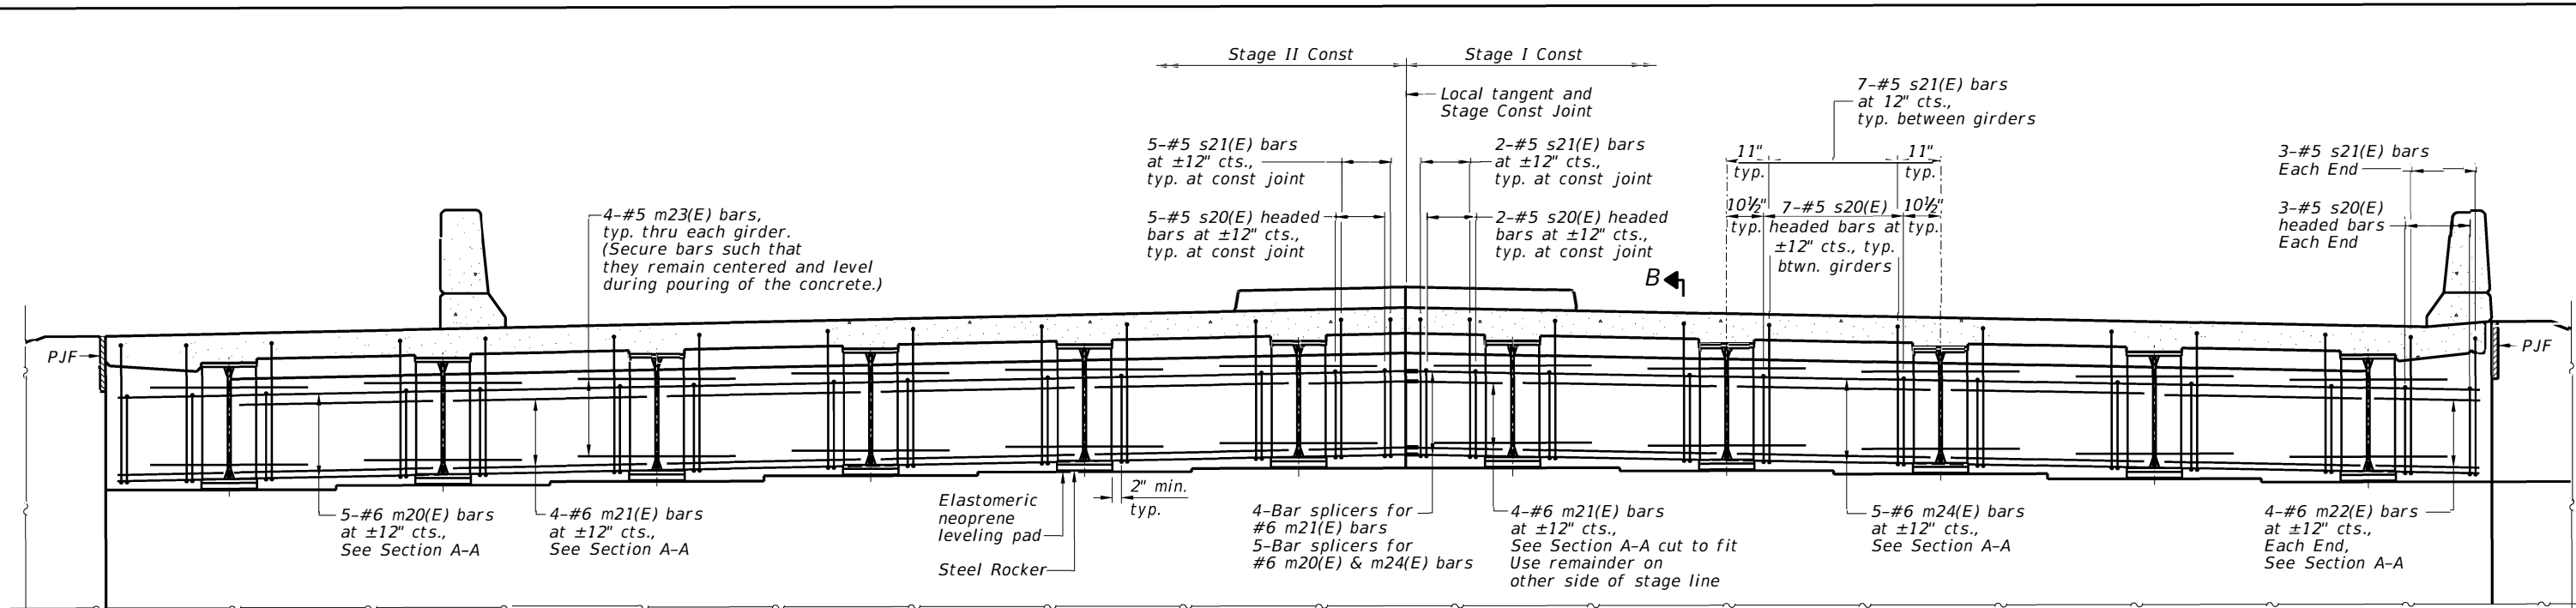 Stage II Const
Stage I Const
Local tangent and
Stage Const Joint
7-#5 s21(E) bars
at 12" cts.,
typ. between girders
5-#5 s21(E) bars
at ±12" cts.,
typ. at const joint
2-#5 s21(E) bars
at ±12" cts.,
typ. at const joint
11"
typ.
11"
typ.
3-#5 s21(E) bars
Each End
4-#5 m23(E) bars,
typ. thru each girder.
(Secure bars such that
they remain centered and level
during pouring of the concrete.)
5-#5 s20(E) headed
bars at ±12" cts.,
typ. at const joint
2-#5 s20(E) headed
bars at ±12" cts.,
typ. at const joint
10½"
typ.
7-#5 s20(E)
headed bars at
±12" cts., typ.
btwn. girders
10½"
typ.
3-#5 s20(E)
headed bars
Each End
B
PJF
PJF
5-#6 m20(E) bars
at ±12" cts.,
See Section A-A
4-#6 m21(E) bars
at ±12" cts.,
See Section A-A
Elastomeric
neoprene
leveling pad
Steel Rocker
2" min.
typ.
4-Bar splicers for
#6 m21(E) bars
5-Bar splicers for
#6 m20(E) & m24(E) bars
4-#6 m21(E) bars
at ±12" cts.,
See Section A-A cut to fit
Use remainder on
other side of stage line
5-#6 m24(E) bars
at ±12" cts.,
See Section A-A
4-#6 m22(E) bars
at ±12" cts.,
Each End,
See Section A-A